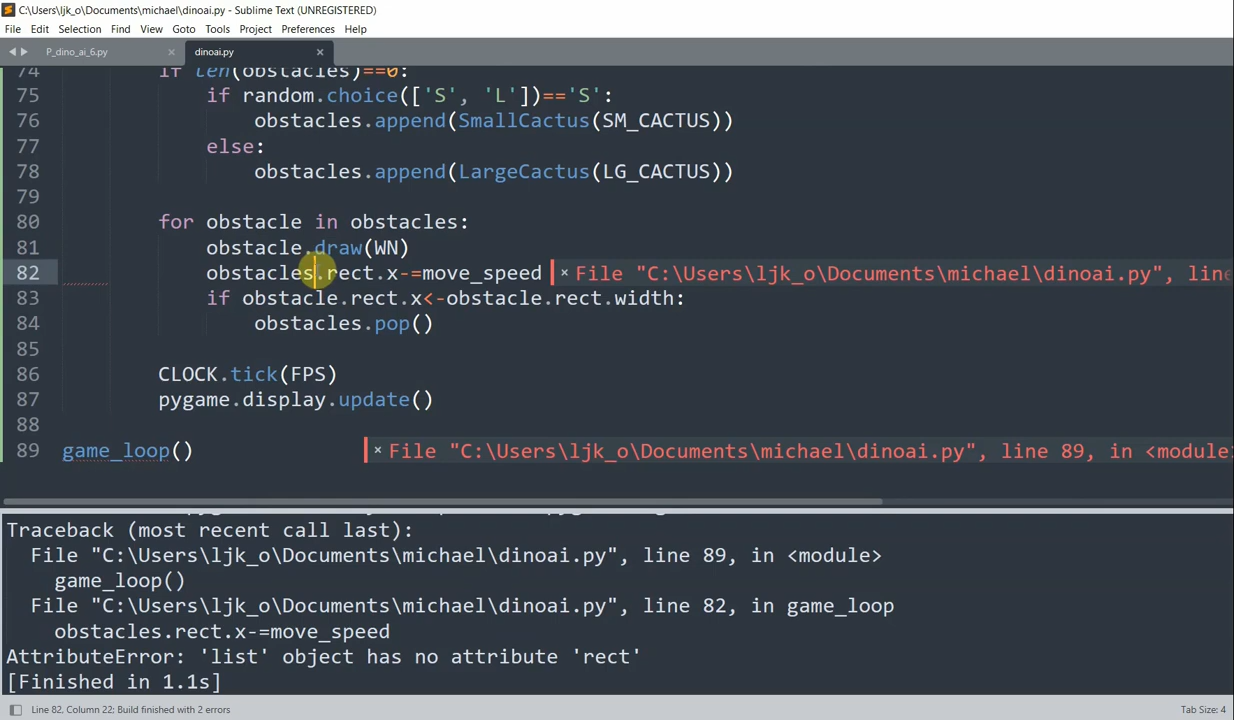 C:\Users\ljk_o\Documents\michael\dinoai.py - Sublime Text (UNREGISTERED)
File Edit Selection Find View Goto Tools Project Preferences Help
P_dino_ai_6.py × dinoai.py ×
74 if len(obstacles)==0:
75 if random.choice(['S', 'L'])=='S':
76 obstacles.append(SmallCactus(SM_CACTUS))
77 else:
78 obstacles.append(LargeCactus(LG_CACTUS))
79
80 for obstacle in obstacles:
81 obstacle.draw(WN)
82 obstacles.rect.x-=move_speed × File "C:\Users\ljk_o\Documents\michael\dinoai.py", line
83 if obstacle.rect.x<-obstacle.rect.width:
84 obstacles.pop()
85
86 CLOCK.tick(FPS)
87 pygame.display.update()
88
89 game_loop() × File "C:\Users\ljk_o\Documents\michael\dinoai.py", line 89, in <module>
Traceback (most recent call last):
File "C:\Users\ljk_o\Documents\michael\dinoai.py", line 89, in <module>
game_loop()
File "C:\Users\ljk_o\Documents\michael\dinoai.py", line 82, in game_loop
obstacles.rect.x-=move_speed
AttributeError: 'list' object has no attribute 'rect'
[Finished in 1.1s]
Line 82, Column 22; Build finished with 2 errors Tab Size: 4